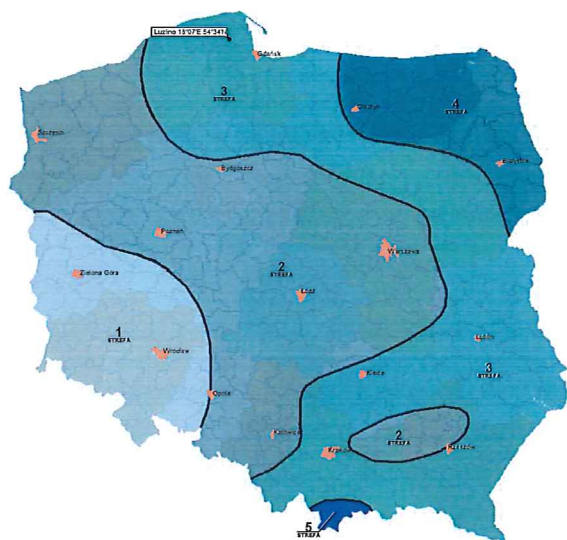 Luzino 18°07'E 54°34'N
Gdańsk
3
STREFA
4
STREFA
Olsztyn
Szczecin
Białystok
Bydgoszcz
Poznań
Warszawa
2
STREFA
Zielona Góra
Łódź
1
STREFA
Wrocław
Lublin
3
STREFA
Kielce
Opole
2
STREFA
Katowice
Kraków
Rzeszów
5
STREFA